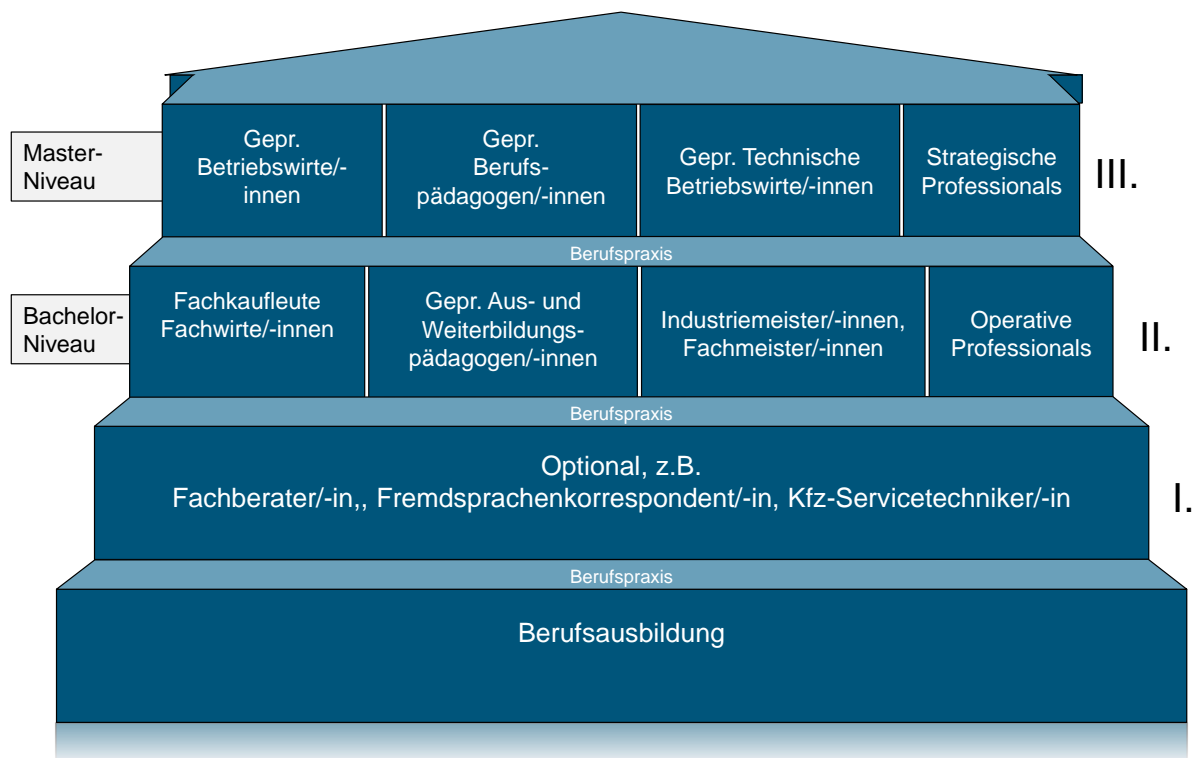 Master-
Niveau
Gepr.
Betriebswirte/-
innen
Gepr.
Berufs-
pädagogen/-innen
Gepr. Technische
Betriebswirte/-innen
Strategische
Professionals
III.
Berufspraxis
Bachelor-
Niveau
Fachkaufleute
Fachwirte/-innen
Gepr. Aus- und
Weiterbildungs-
pädagogen/-innen
Industriemeister/-innen,
Fachmeister/-innen
Operative
Professionals
II.
Berufspraxis
Optional, z.B.
Fachberater/-in,, Fremdsprachenkorrespondent/-in, Kfz-Servicetechniker/-in
I.
Berufspraxis
Berufsausbildung